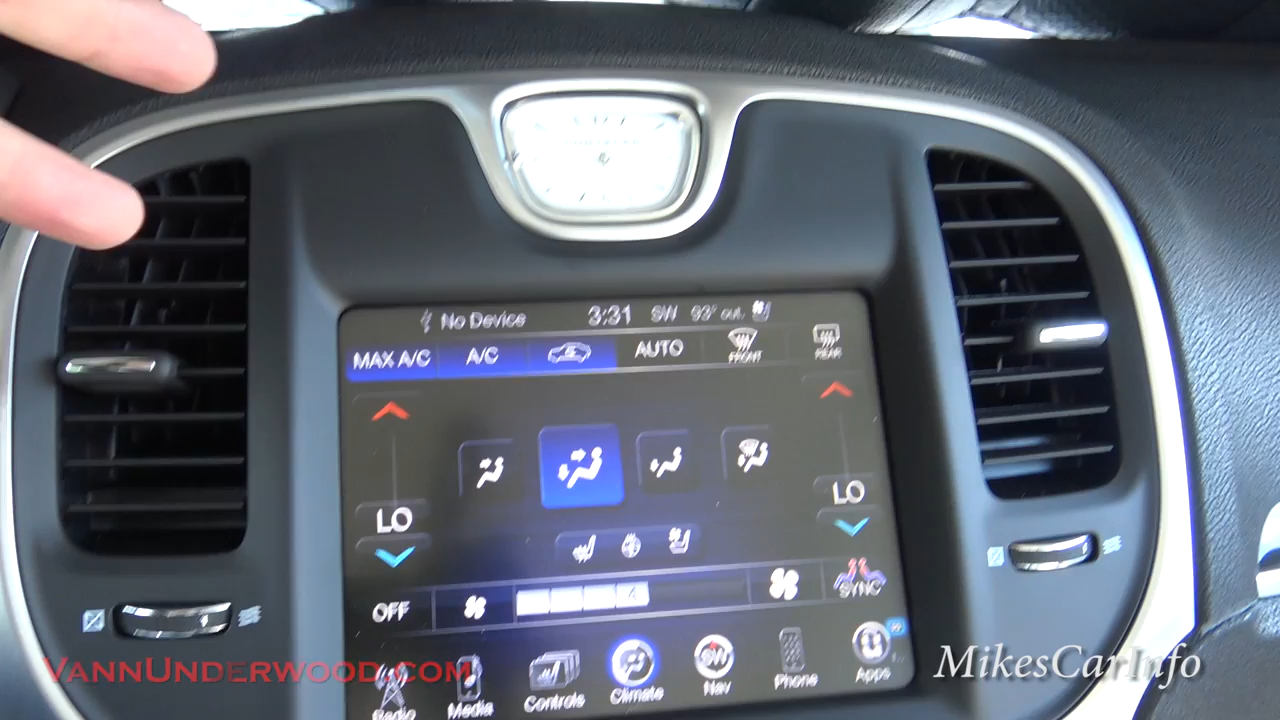 No Device 3:31 SW 93° out.
MAX A/C A/C AUTO FRONT REAR
LO LO
OFF SYNC
Radio Media Controls Climate SW Nav Phone Apps
VANNUNDERWOOD.COM
MIKESCARINFO